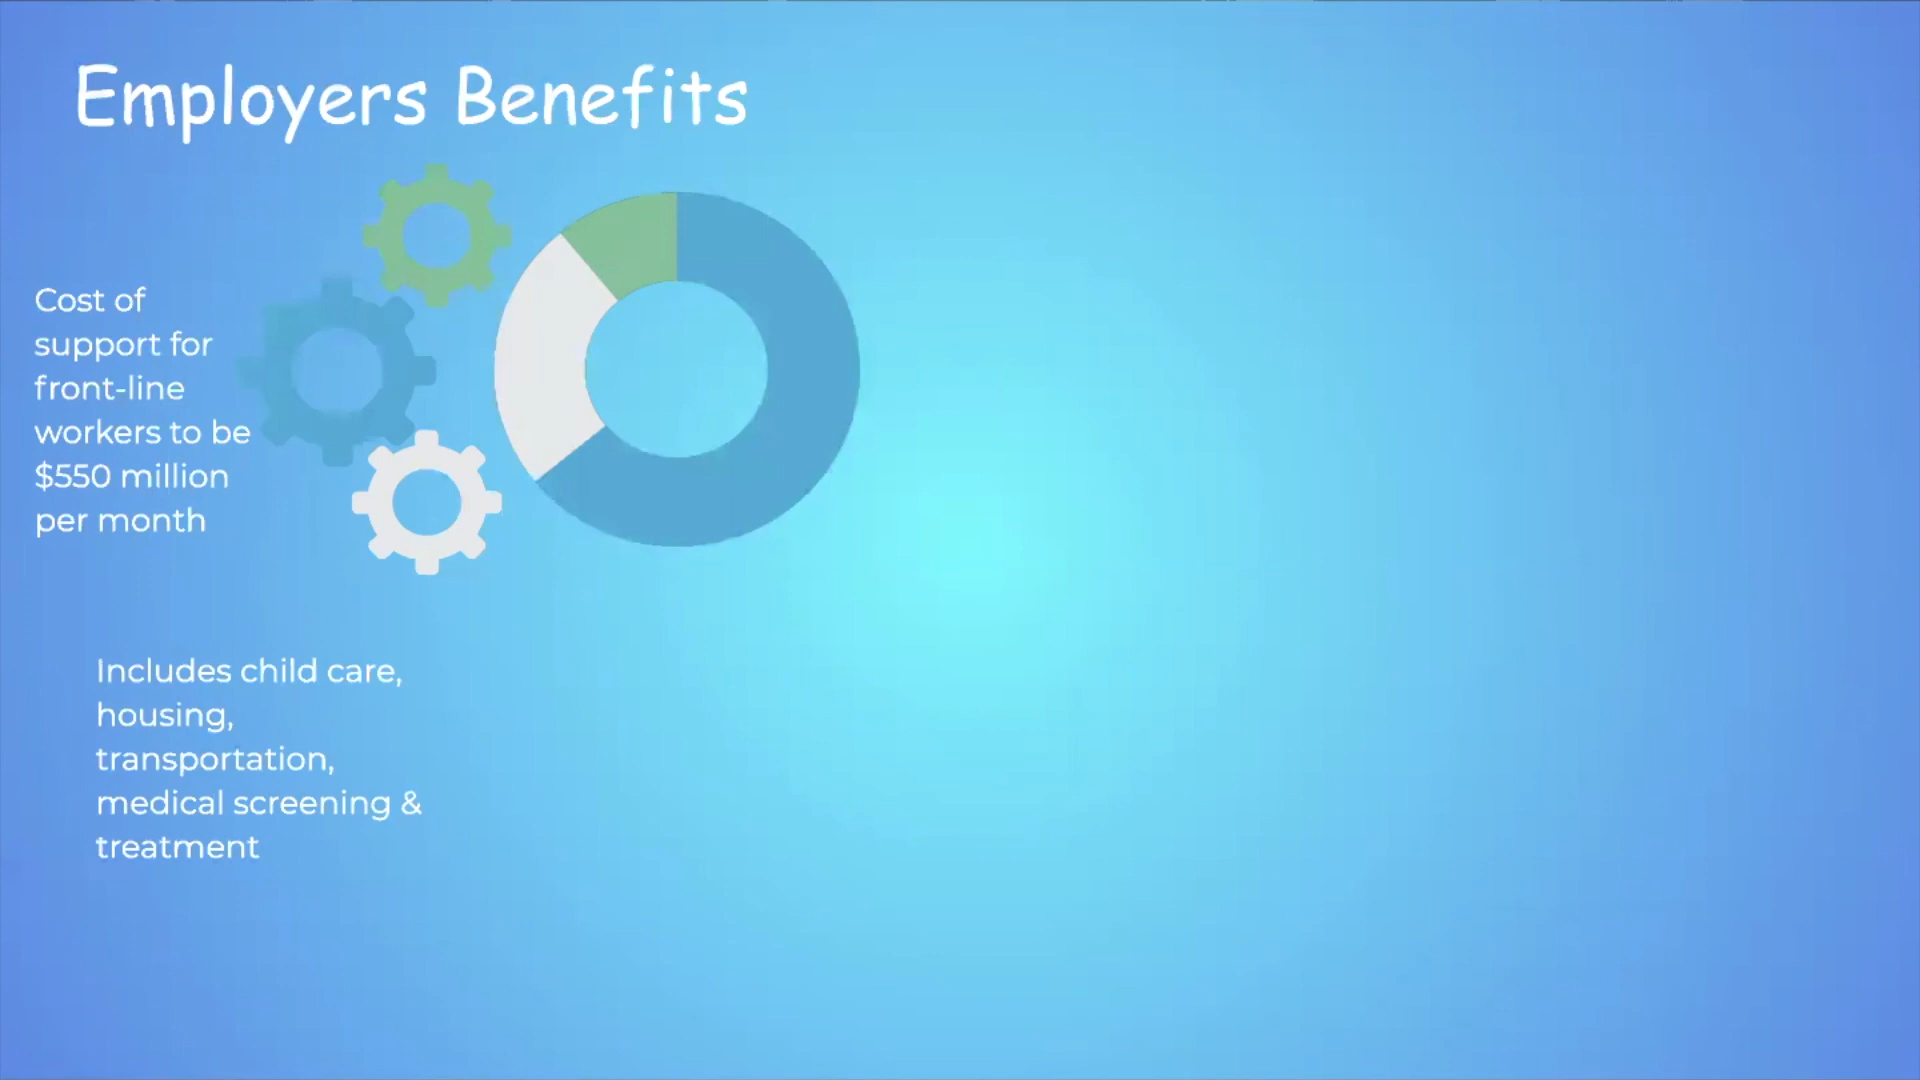 Employers Benefits
Cost of
support for
front-line
workers to be
$550 million
per month
Includes child care,
housing,
transportation,
medical screening &
treatment